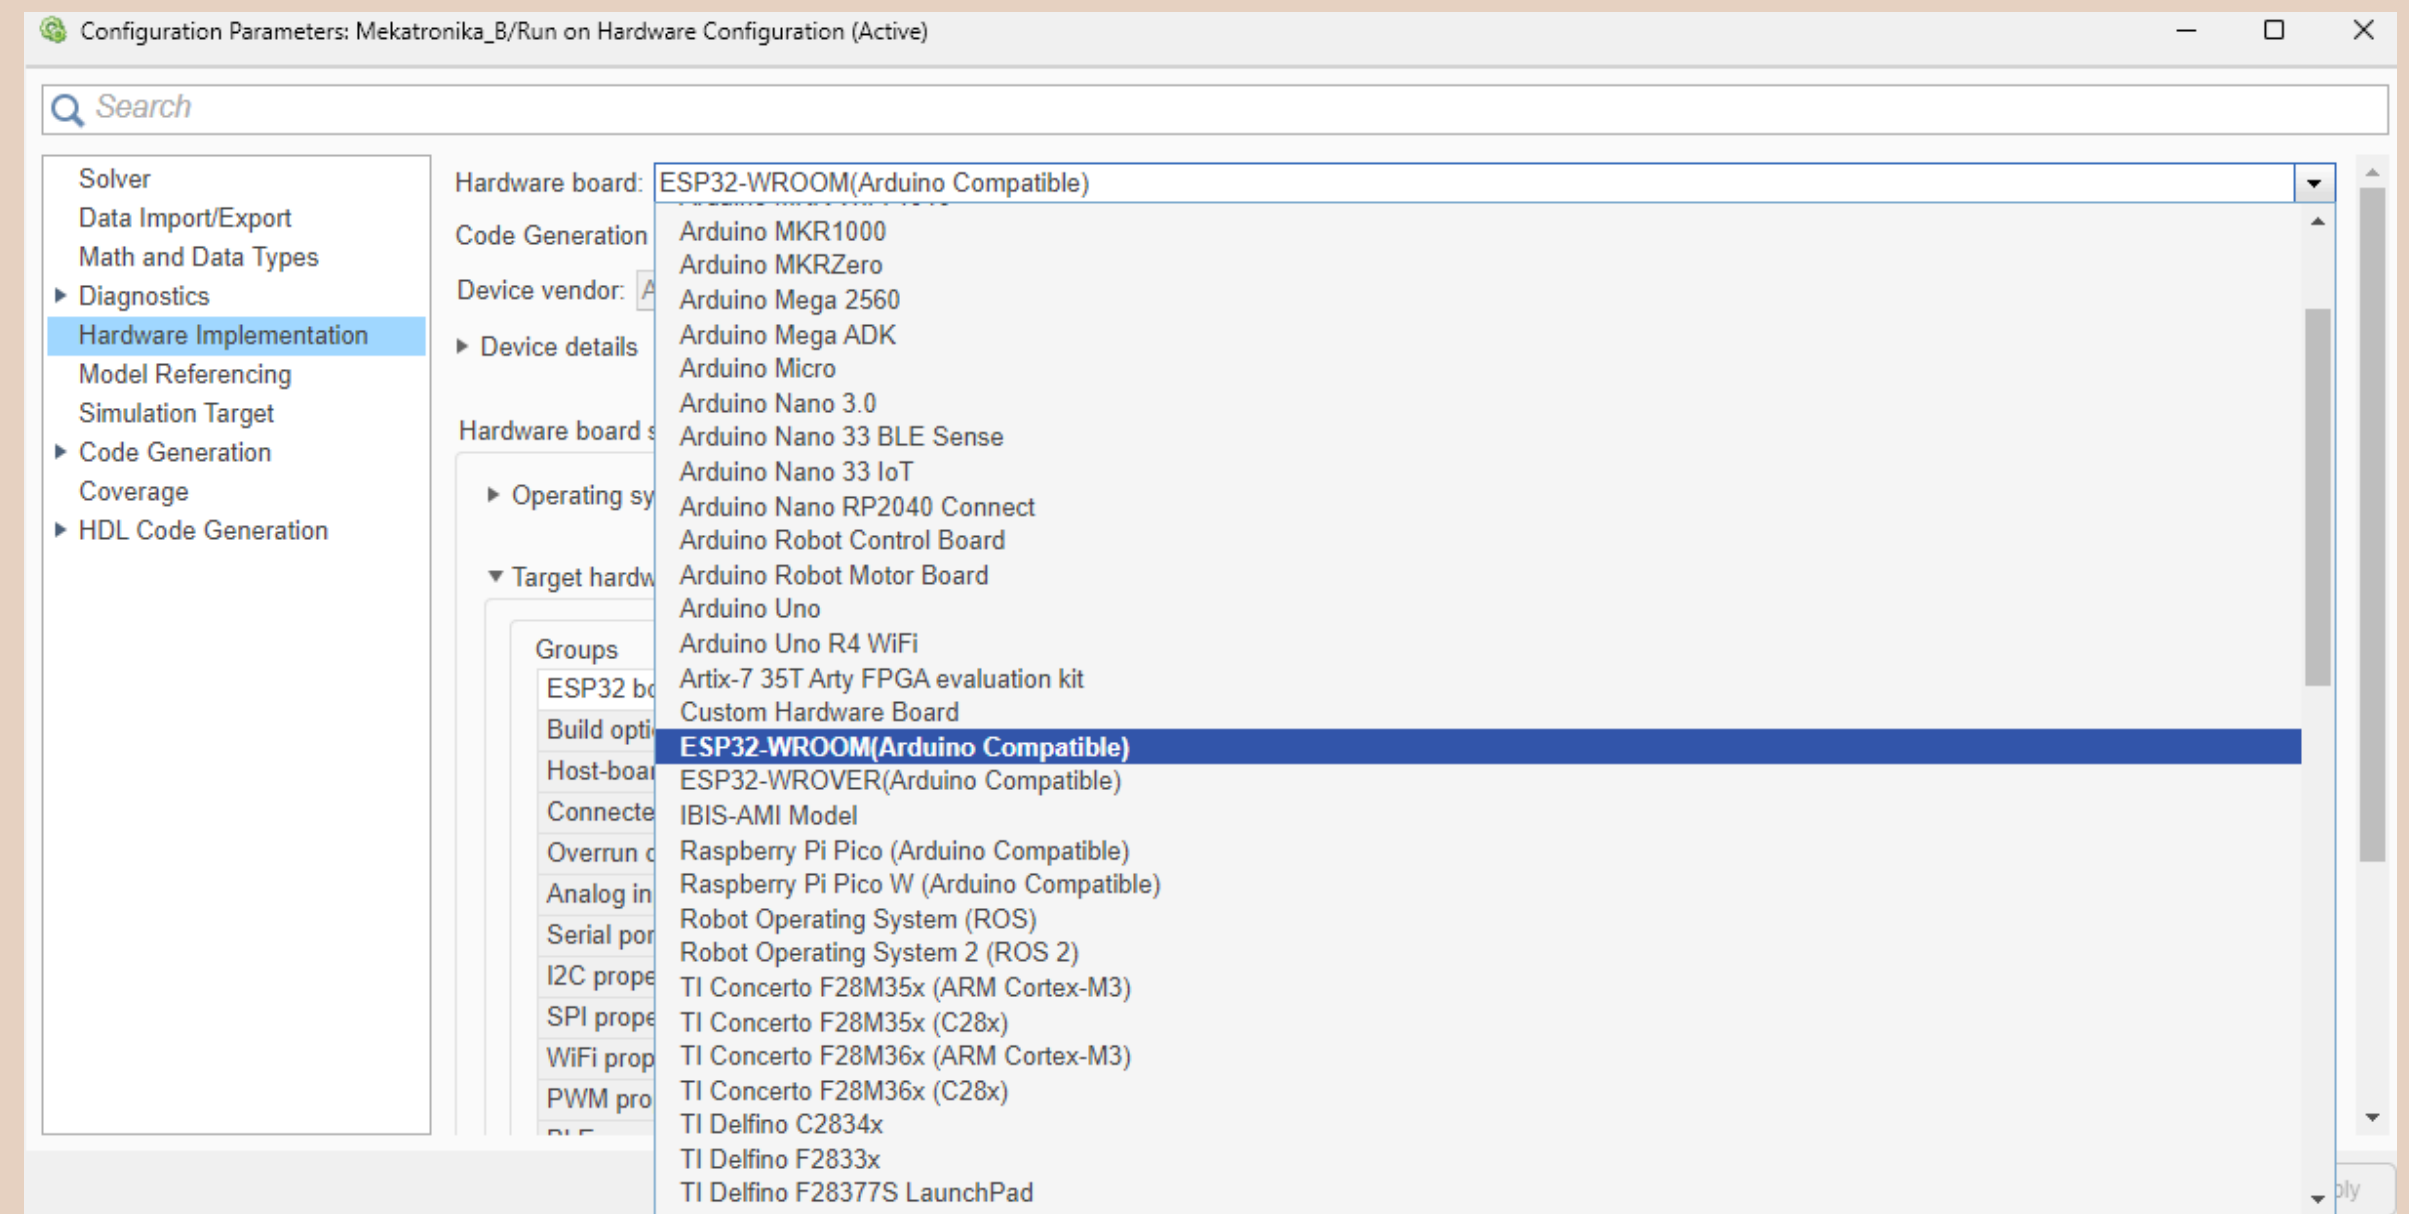 Configuration Parameters: Mekatronika_B/Run on Hardware Configuration (Active)
Search
Solver
Data Import/Export
Math and Data Types
Diagnostics
Hardware Implementation
Model Referencing
Simulation Target
Code Generation
Coverage
HDL Code Generation
Hardware board: ESP32-WROOM(Arduino Compatible)
Code Generation
Device vendor: A
Device details
Hardware board s
Operating sy
Target hardw
Groups
ESP32 bo
Build opti
Host-boar
Connecte
Overrun
Analog in
Serial por
I2C prope
SPI prope
WiFi prop
PWM pro
Arduino MKR1000
Arduino MKRZero
Arduino Mega 2560
Arduino Mega ADK
Arduino Micro
Arduino Nano 3.0
Arduino Nano 33 BLE Sense
Arduino Nano 33 IoT
Arduino Nano RP2040 Connect
Arduino Robot Control Board
Arduino Robot Motor Board
Arduino Uno
Arduino Uno R4 WiFi
Artix-7 35T Arty FPGA evaluation kit
Custom Hardware Board
ESP32-WROOM(Arduino Compatible)
ESP32-WROVER(Arduino Compatible)
IBIS-AMI Model
Raspberry Pi Pico (Arduino Compatible)
Raspberry Pi Pico W (Arduino Compatible)
Robot Operating System (ROS)
Robot Operating System 2 (ROS 2)
TI Concerto F28M35x (ARM Cortex-M3)
TI Concerto F28M35x (C28x)
TI Concerto F28M36x (ARM Cortex-M3)
TI Concerto F28M36x (C28x)
TI Delfino C2834x
TI Delfino F2833x
TI Delfino F28377S LaunchPad
ply